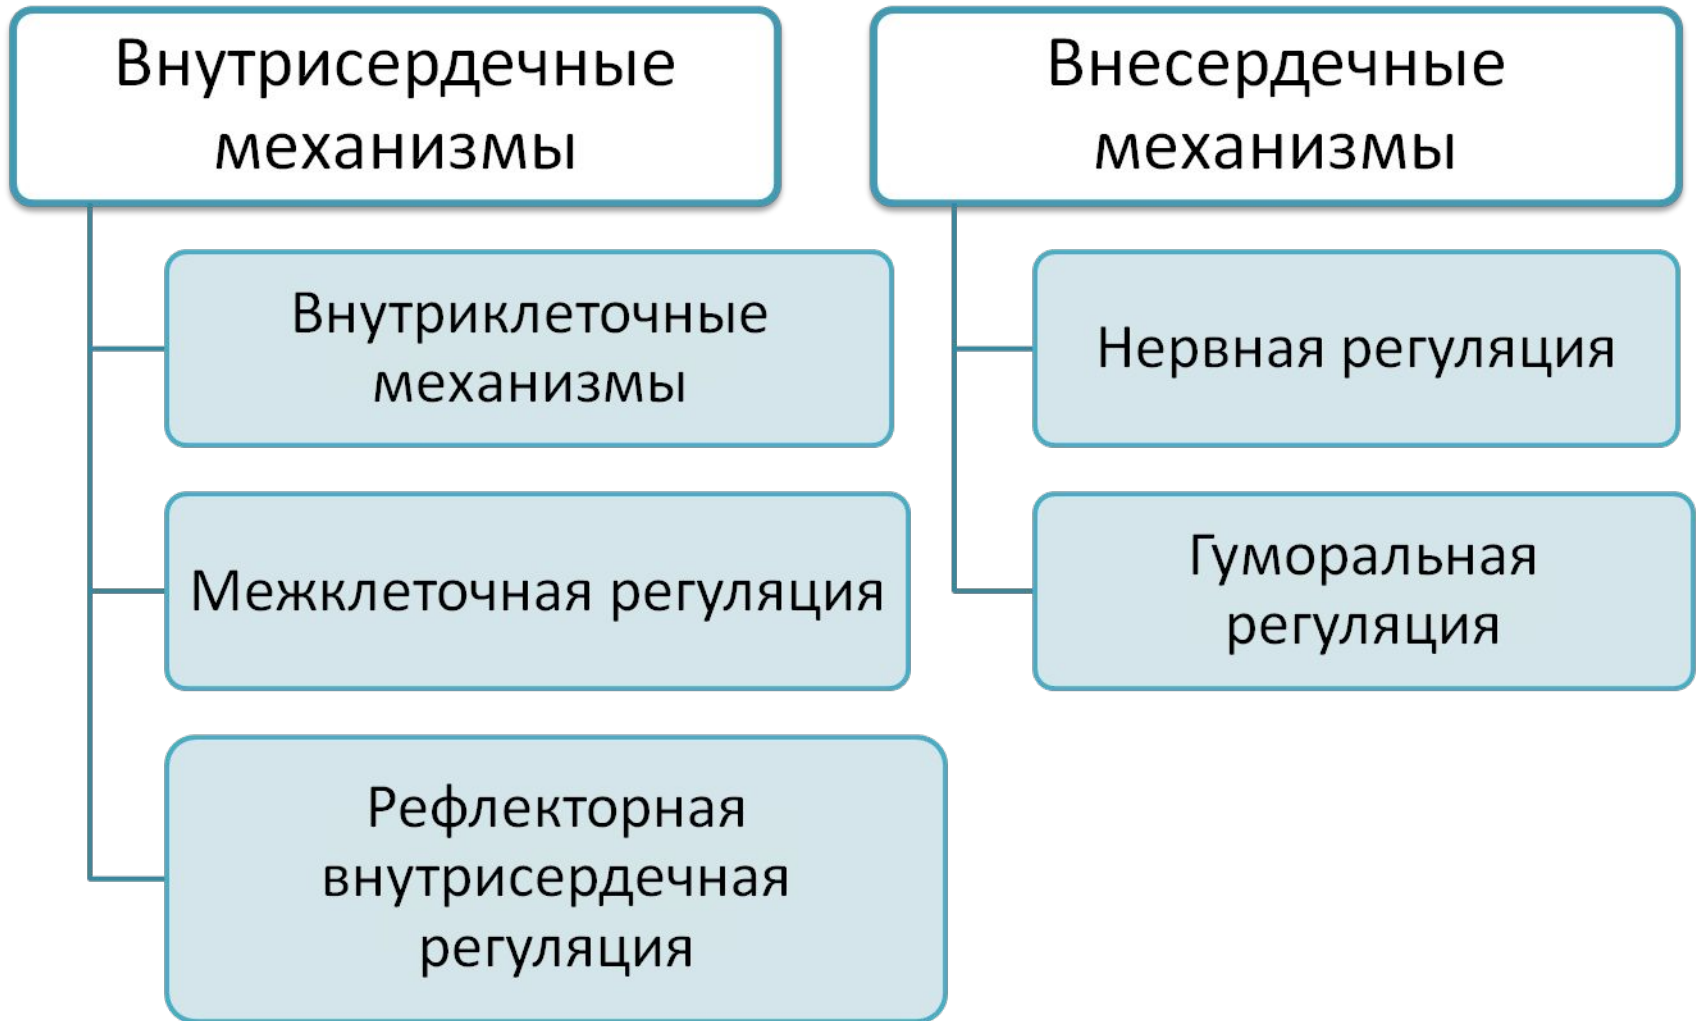 Внутрисердечные
механизмы
Внутриклеточные
механизмы
Межклеточная регуляция
Рефлекторная
внутрисердечная
регуляция
Внесердечные
механизмы
Нервная регуляция
Гуморальная
регуляция